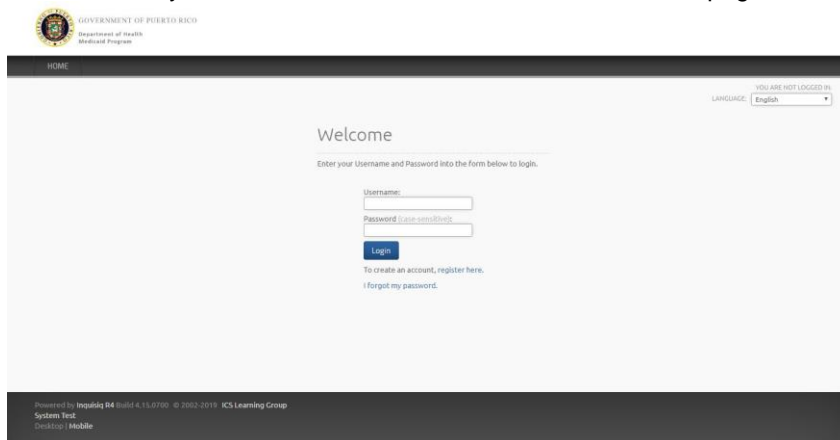 GOVERNMENT OF PUERTO RICO
Department of Health
Medicaid Program
HOME
YOU ARE NOT LOGGED IN.
LANGUAGE: English
Welcome
Enter your Username and Password into the form below to login.
Username:
Password (case-sensitive):
Login
To create an account, register here.
I forgot my password.
Powered by Inquisiq R4 Build 4.15.0700 © 2002-2019 ICS Learning Group
System Test
Desktop | Mobile